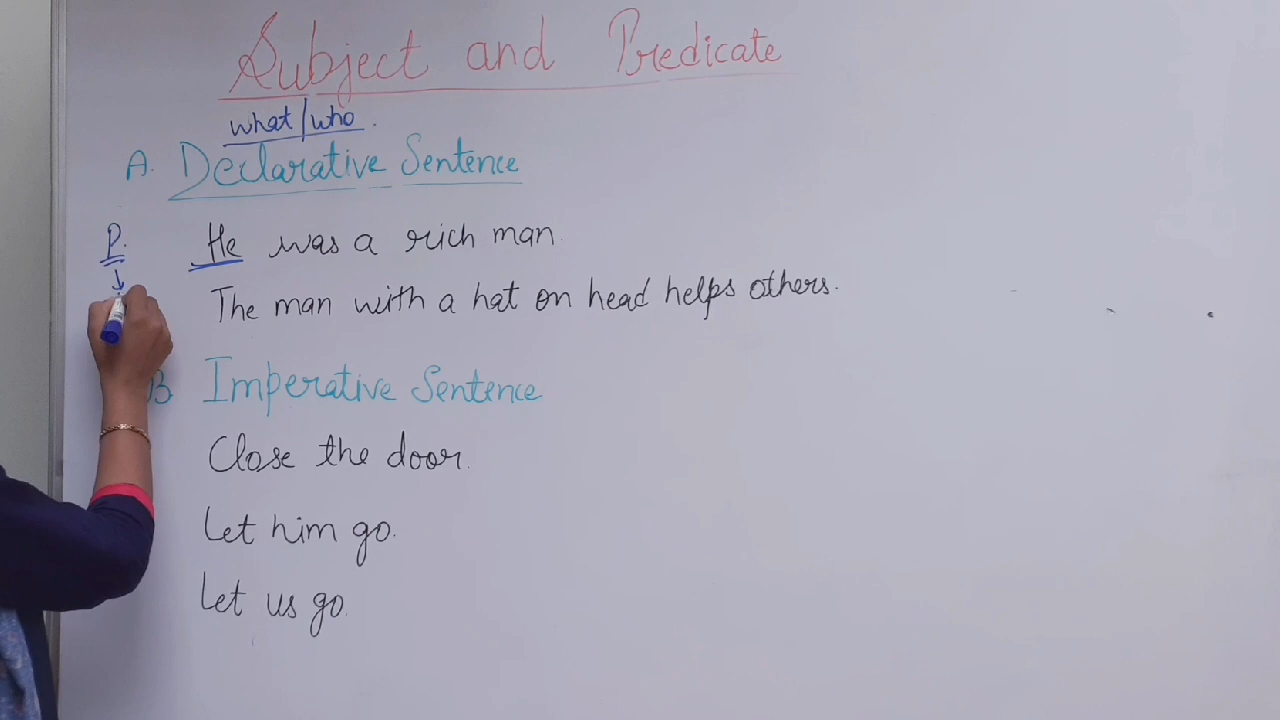 Subject and Predicate
what/who.
A. Declarative Sentence
P. He was a rich man.
↓
The man with a hat on head helps others.
B Imperative Sentence
Close the door.
Let him go.
Let us go.